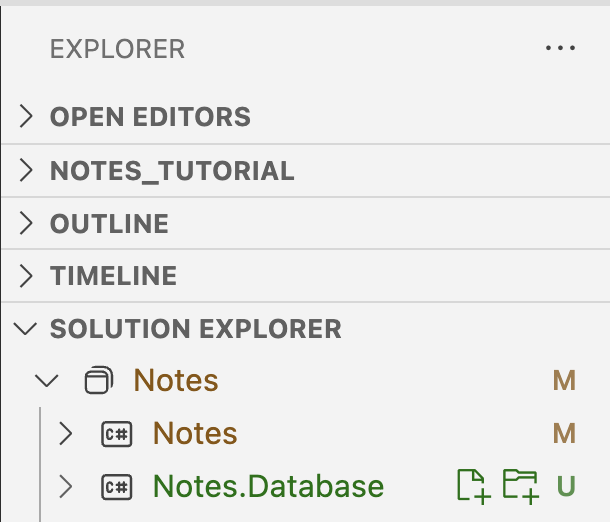 EXPLORER
OPEN EDITORS
NOTES_TUTORIAL
OUTLINE
TIMELINE
SOLUTION EXPLORER
Notes M
C# Notes M
C# Notes.Database U